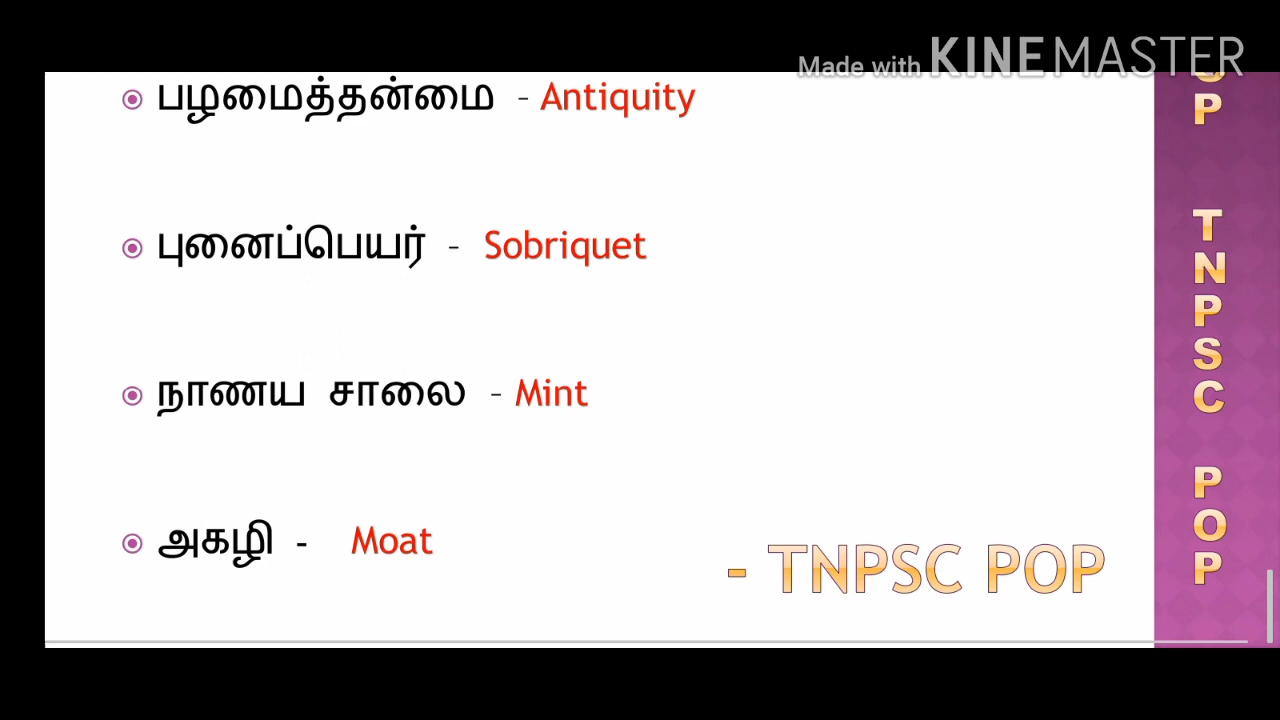 Made with KINEMASTER
பழமைத்தன்மை - Antiquity
புனைப்பெயர் - Sobriquet
நாணய சாலை - Mint
அகழி - Moat
- TNPSC POP
P TNPSC POP